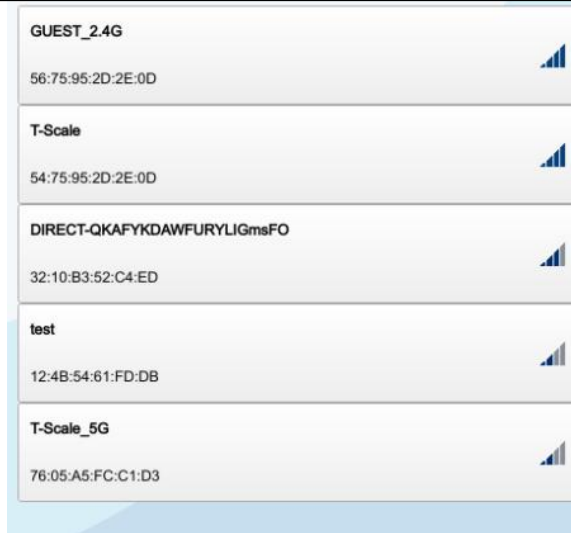 GUEST_2.4G
56:75:95:2D:2E:0D
T-Scale
54:75:95:2D:2E:0D
DIRECT-QKAFYKDAWFURYLIGmsFO
32:10:B3:52:C4:ED
test
12:4B:54:61:FD:DB
T-Scale_5G
76:05:A5:FC:C1:D3